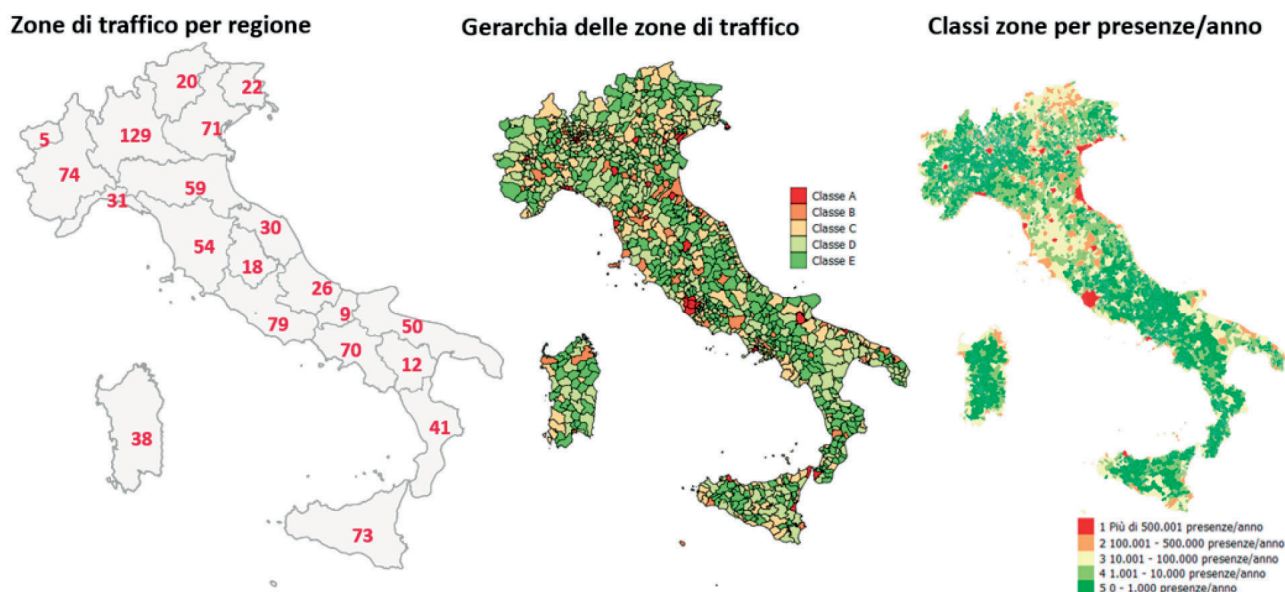 Zone di traffico per regione
Gerarchia delle zone di traffico
Classi zone per presenze/anno
20
22
5
129
71
74
59
31
30
54
18
26
9
79
50
70
12
41
38
73
Classe A
Classe B
Classe C
Classe D
Classe E
1 Più di 500.001 presenze/anno
2 100.001 - 500.000 presenze/anno
3 10.001 - 100.000 presenze/anno
4 1.001 - 10.000 presenze/anno
5 0 - 1.000 presenze/anno